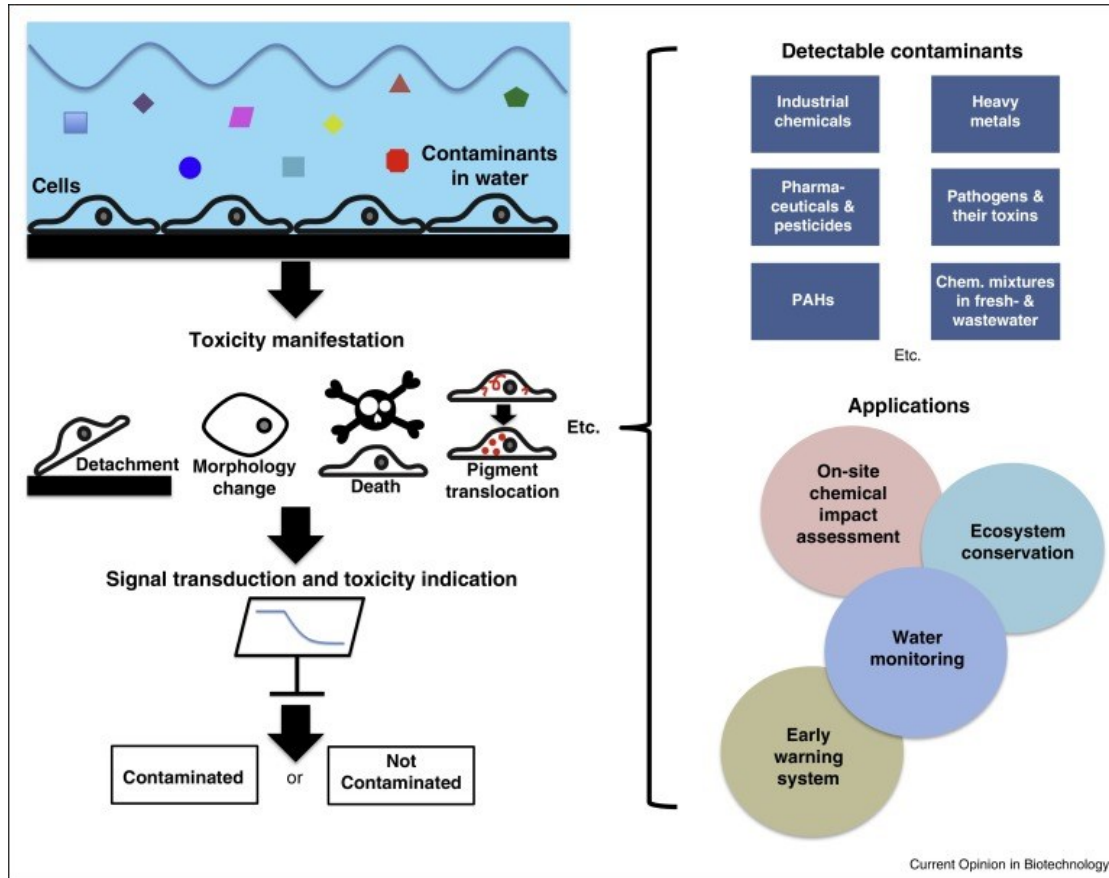 Cells
Contaminants
in water
Toxicity manifestation
Detachment
Morphology
change
Death
Pigment
translocation
Etc.
Signal transduction and toxicity indication
Contaminated
or
Not
Contaminated
Detectable contaminants
Industrial
chemicals
Heavy
metals
Pharma-
ceuticals &
pesticides
Pathogens &
their toxins
PAHs
Chem. mixtures
in fresh- &
wastewater
Etc.
Applications
On-site
chemical
impact
assessment
Ecosystem
conservation
Water
monitoring
Early
warning
system
Current Opinion in Biotechnology